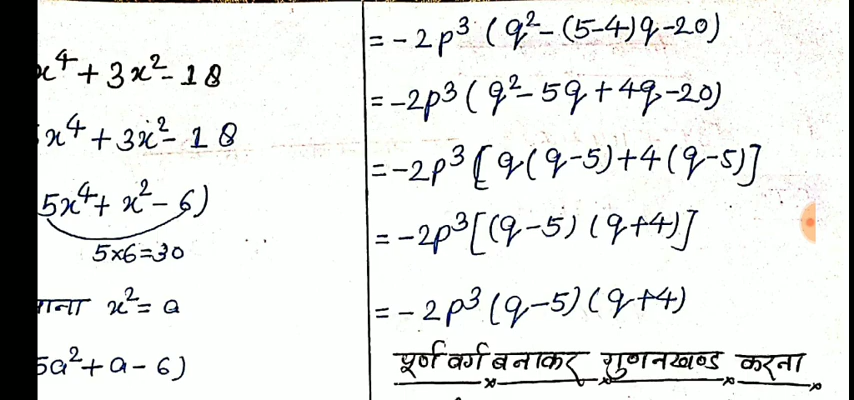 x⁴ + 3x² - 18
x⁴ + 3x² - 18
5x⁴ + x² - 6)
5×6=30
माना x² = a
5a² + a - 6)
= -2p³ (q² - (5-4)q - 20)
= -2p³ (q² - 5q + 4q - 20)
= -2p³ [q(q-5) + 4(q-5)]
= -2p³ [(q-5) (q+4)]
= -2p³ (q-5) (q+4)
पूर्ण वर्ग बनाकर गुणनखण्ड करना